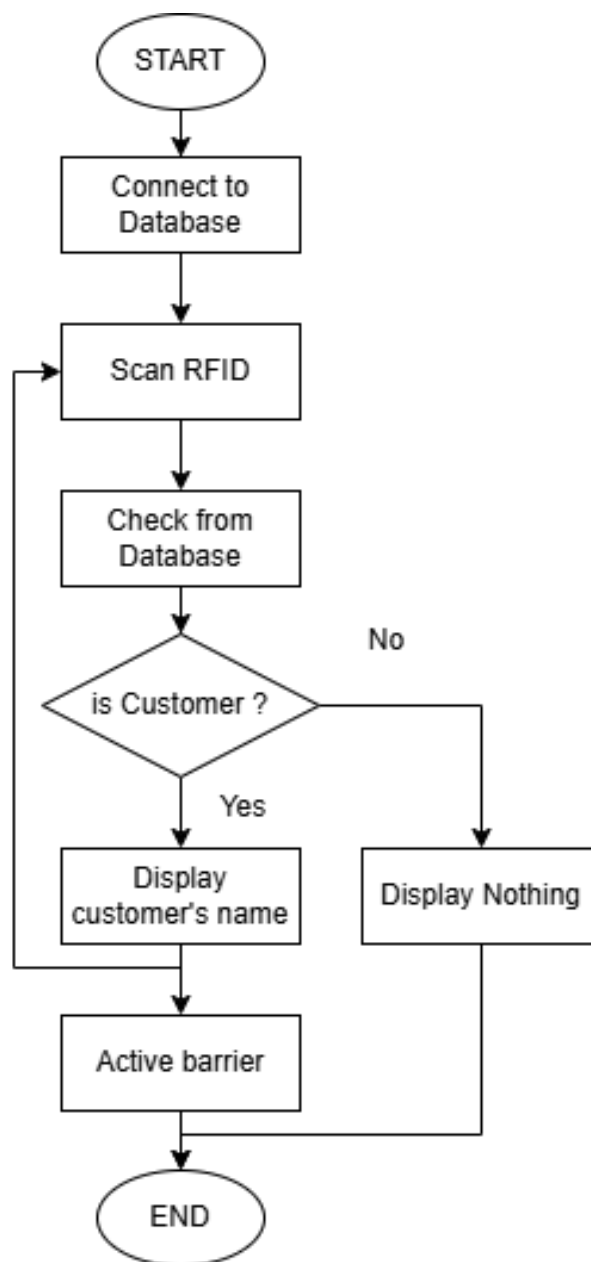 START
Connect to
Database
Scan RFID
Check from
Database
No
is Customer ?
Yes
Display
customer's name
Display Nothing
Active barrier
END